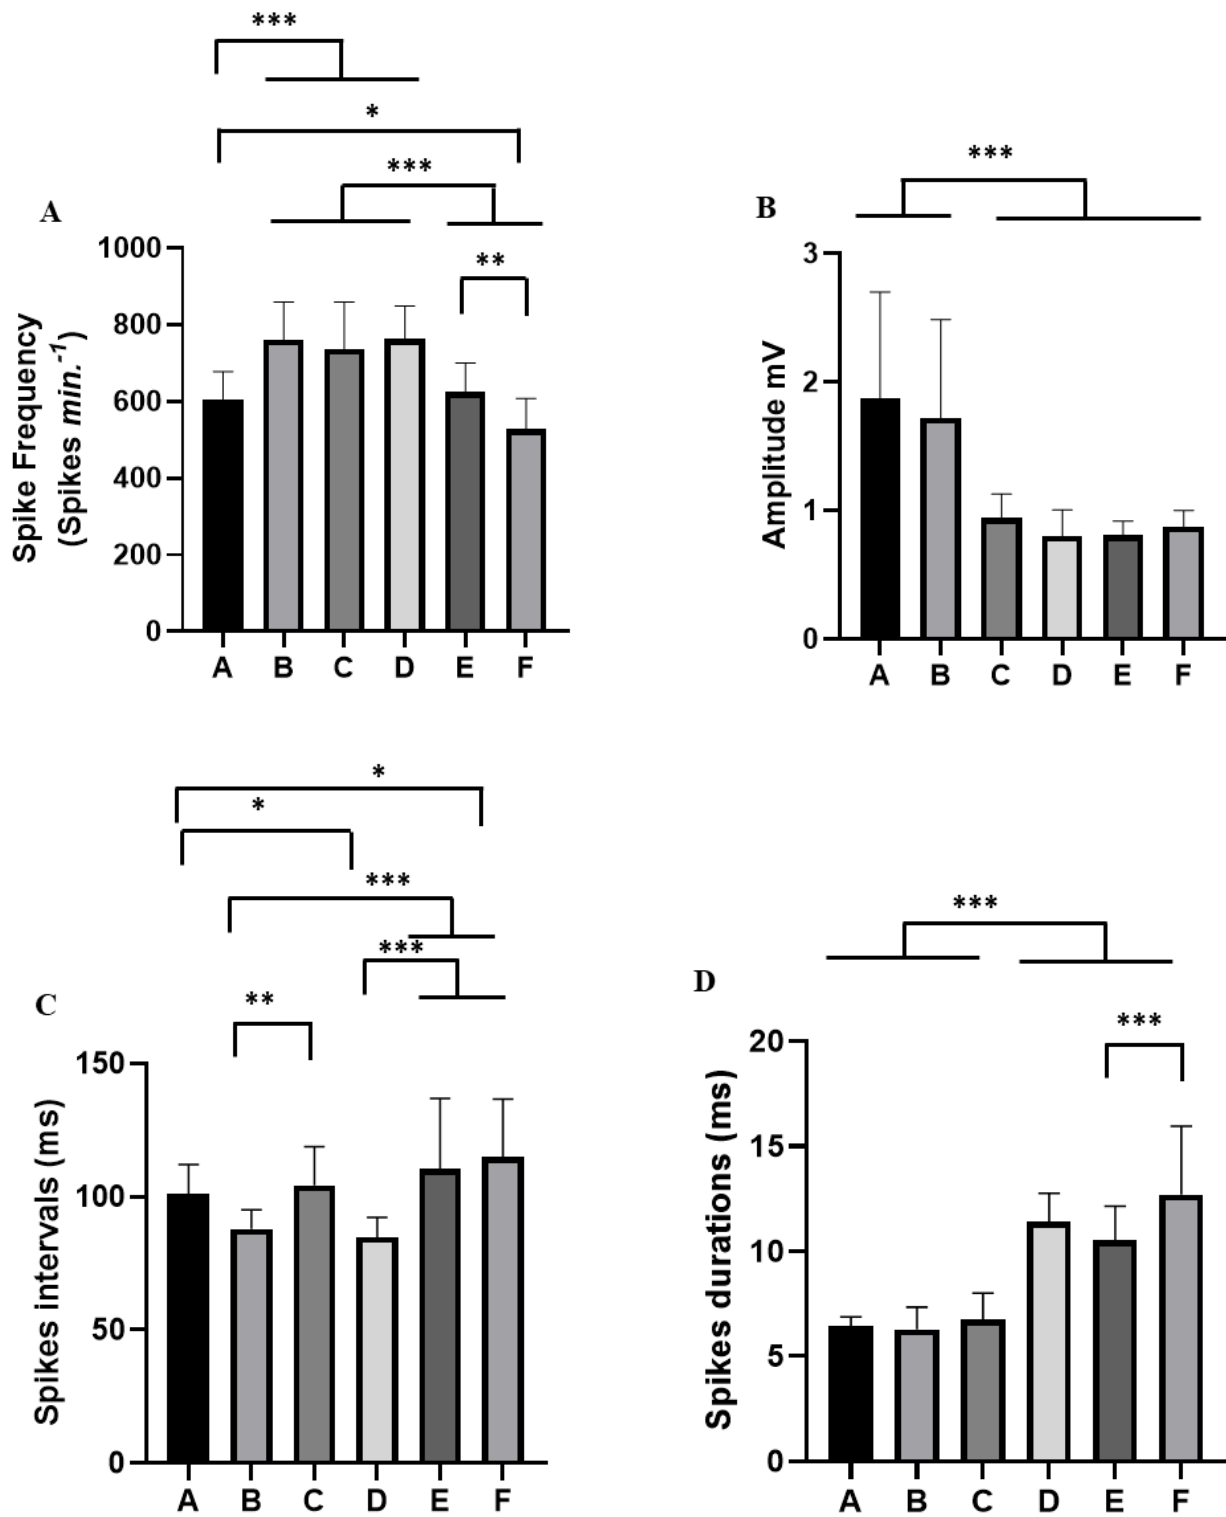 ***
*
***
A
**
1000
800
600
400
200
0
Spike Frequency
(Spikes min.-1)
A B C D E F
***
B
3
2
1
0
Amplitude mV
A B C D E F
*
*
***
***
C
**
150
100
50
0
Spikes intervals (ms)
A B C D E F
***
D
***
20
15
10
5
0
Spikes durations (ms)
A B C D E F